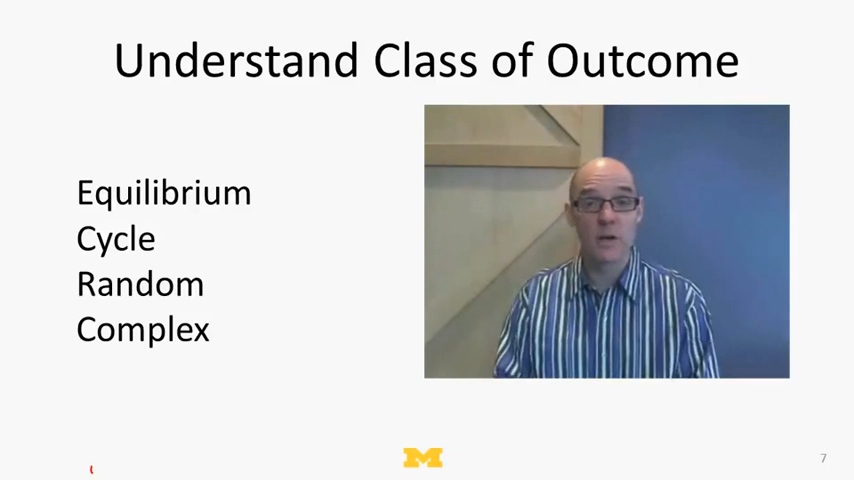 Understand Class of Outcome
Equilibrium
Cycle
Random
Complex
M
7